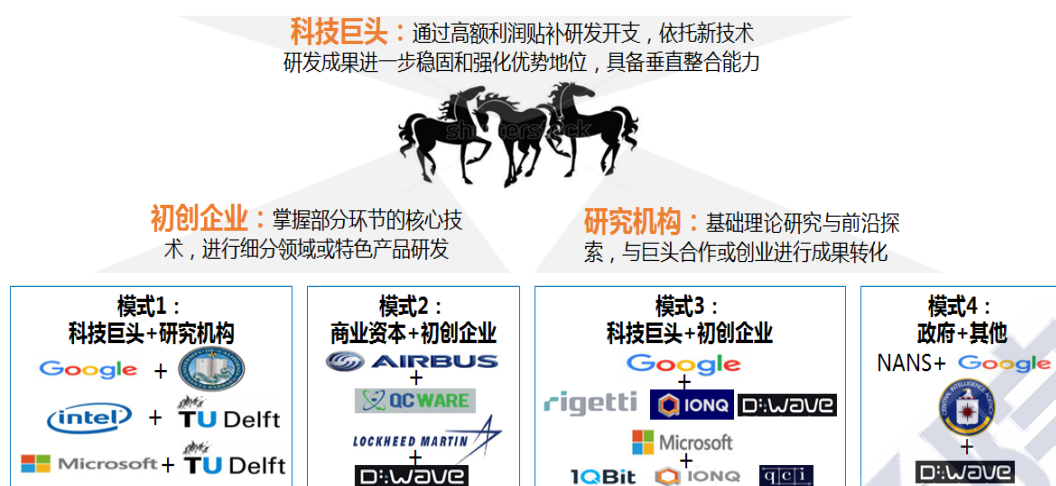 科技巨头：通过高额利润贴补研发开支，依托新技术
研发成果进一步稳固和强化优势地位，具备垂直整合能力
shutterstock
初创企业：掌握部分环节的核心技
术，进行细分领域或特色产品研发
研究机构：基础理论研究与前沿探
索，与巨头合作或创业进行成果转化
模式1：
科技巨头+研究机构
Google +
intel + TU Delft
Microsoft + TU Delft
模式2：
商业资本+初创企业
AIRBUS
+
QC WARE
LOCKHEED MARTIN
+
D:wave
模式3：
科技巨头+初创企业
Google
+
rigetti IONQ D:wave
Microsoft
+
1QBit IONQ qci
模式4：
政府+其他
NANS+ Google
CENTRAL INTELLIGENCE AGENCY
+
D:wave